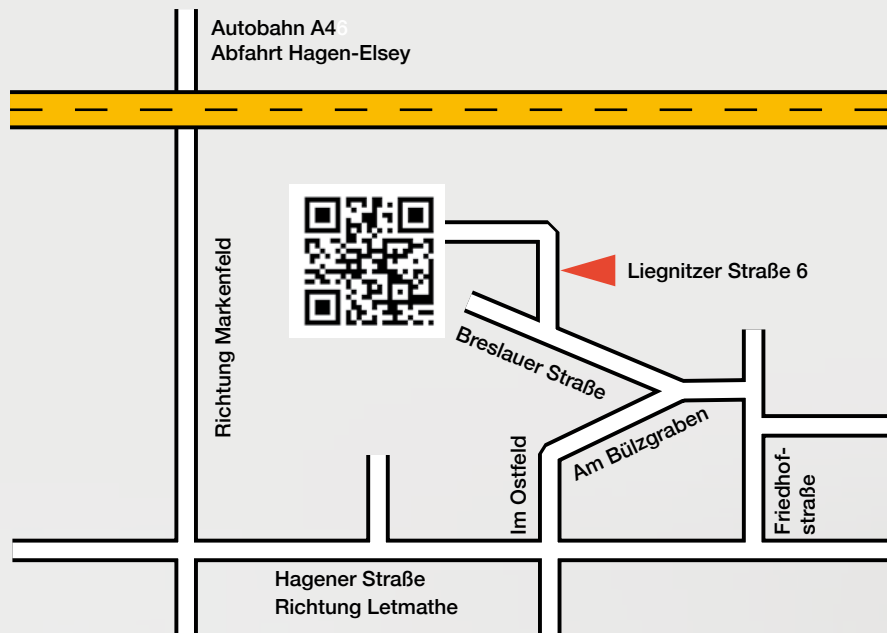 Autobahn A46
Abfahrt Hagen-Elsey
Richtung Markenfeld
Liegnitzer Straße 6
Breslauer Straße
Am Bülzgraben
Im Ostfeld
Friedhof-
straße
Hagener Straße
Richtung Letmathe